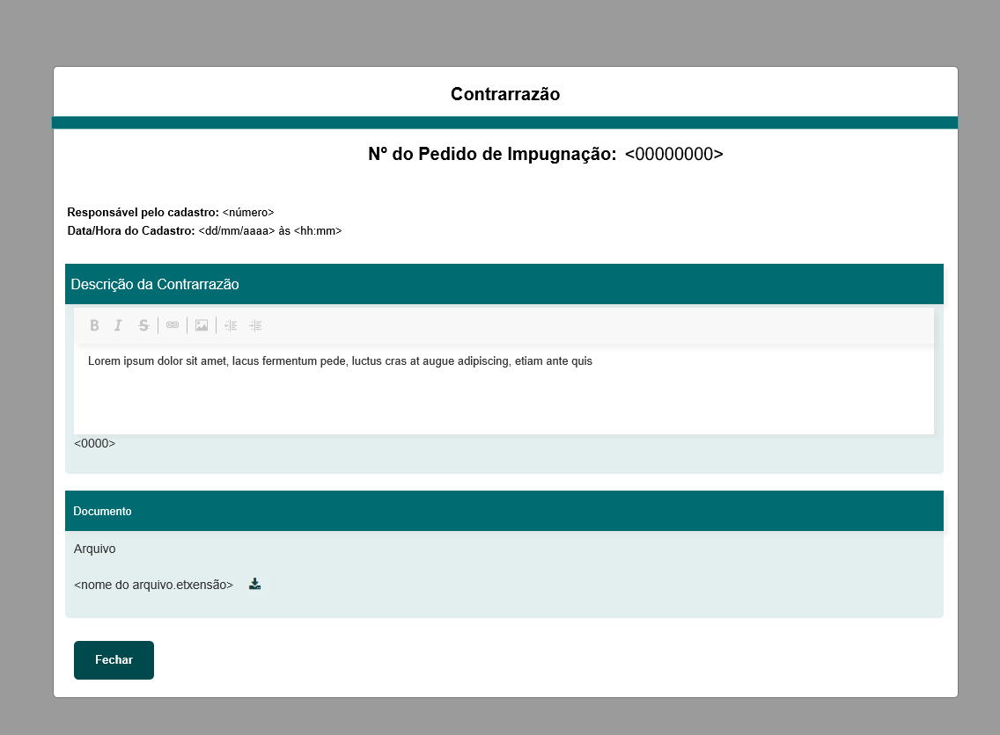 Contrarrazão
Nº do Pedido de Impugnação: <00000000>
Responsável pelo cadastro: <número>
Data/Hora do Cadastro: <dd/mm/aaaa> às <hh:mm>
Descrição da Contrarrazão
B I S
Lorem ipsum dolor sit amet, lacus fermentum pede, luctus cras at augue adipiscing, etiam ante quis
<0000>
Documento
Arquivo
<nome do arquivo.etxensão>
Fechar